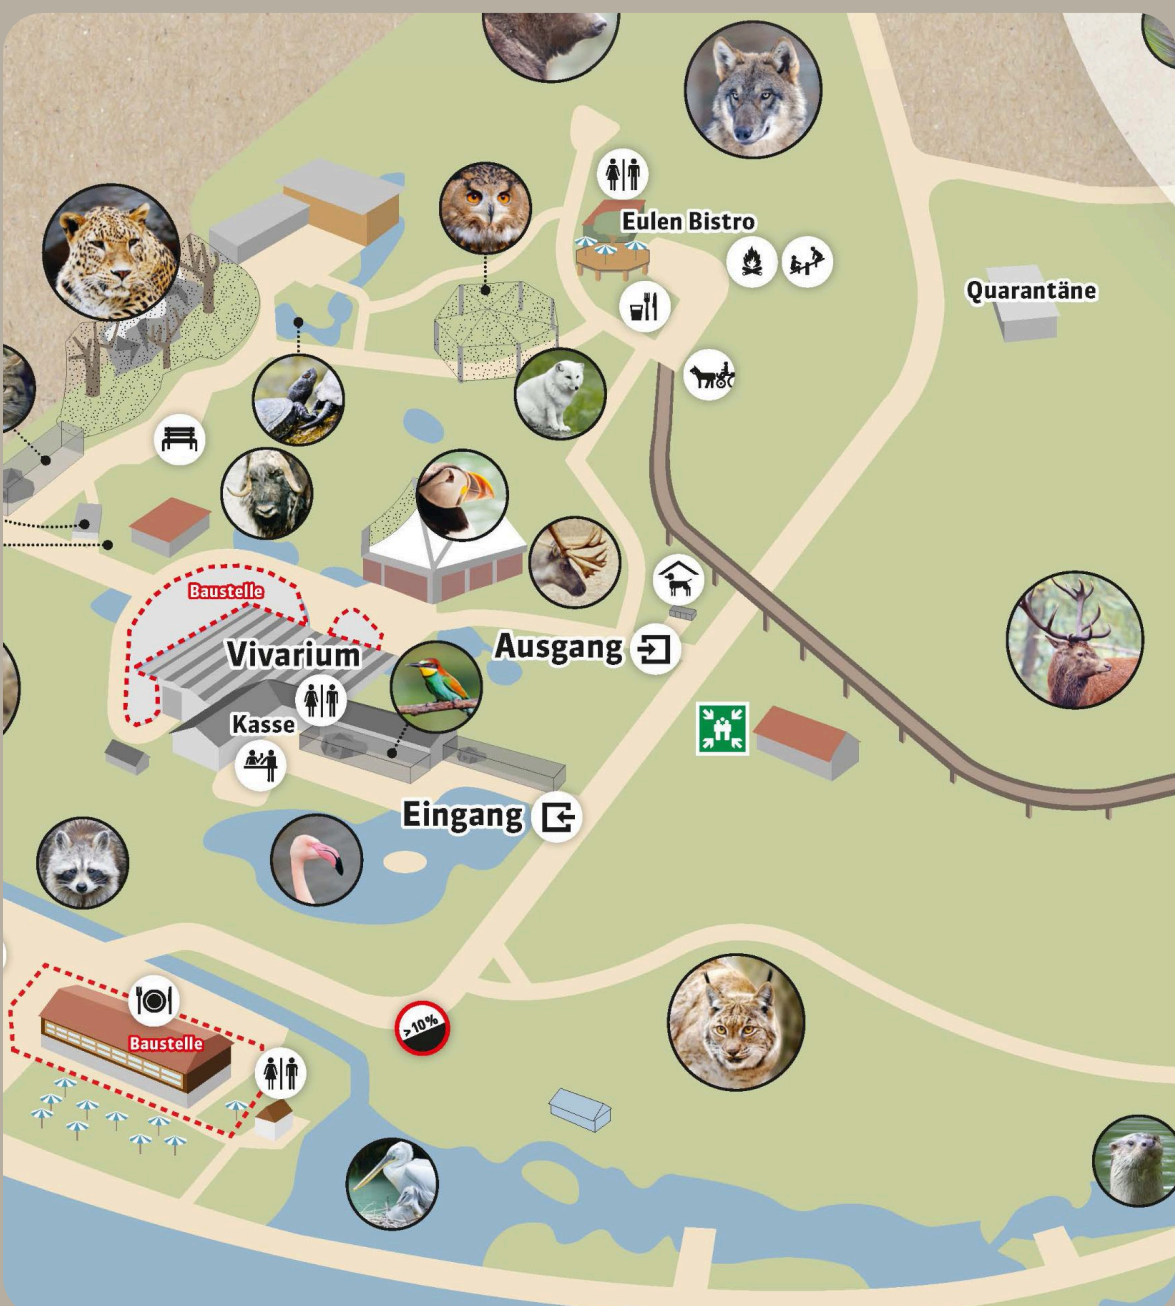 Eulen Bistro
Quarantäne
Baustelle
Vivarium
Ausgang
Kasse
Eingang
>10%
Baustelle